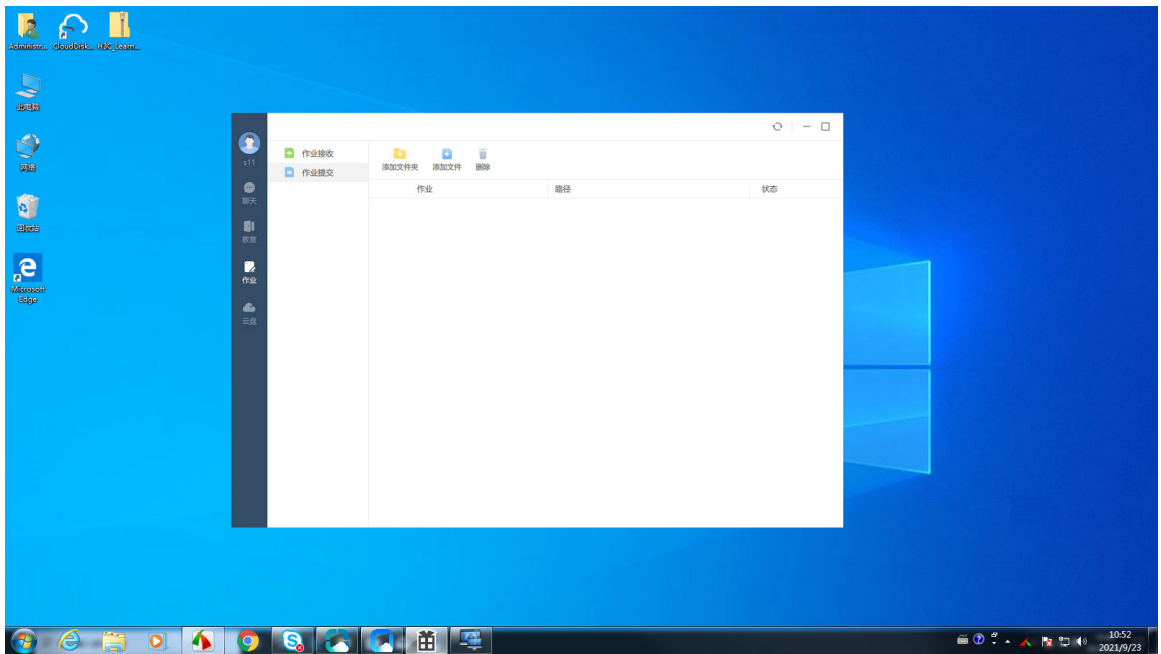 Administr...
CloudDisk...
H3C_Learn...
此电脑
网络
回收站
Microsoft
Edge
s11
聊天
教室
作业
云盘
作业接收
作业提交
添加文件夹
添加文件
删除
作业
路径
状态
10:52
2021/9/23